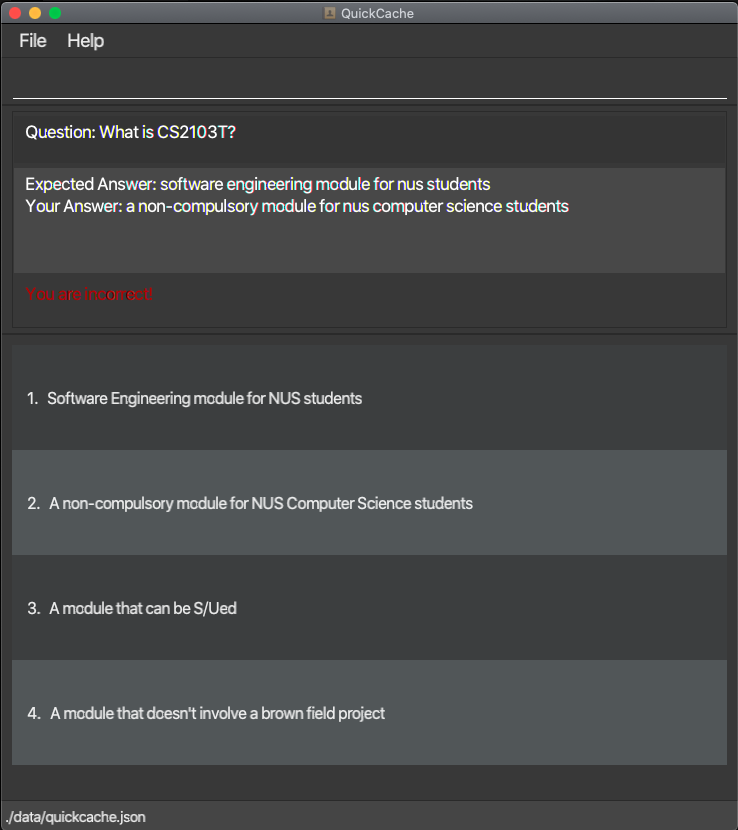 QuickCache
File Help
Question: What is CS2103T?
Expected Answer: software engineering module for nus students
Your Answer: a non-compulsory module for nus computer science students
You are incorrect!
1. Software Engineering module for NUS students
2. A non-compulsory module for NUS Computer Science students
3. A module that can be S/Ued
4. A module that doesn't involve a brown field project
./data/quickcache.json